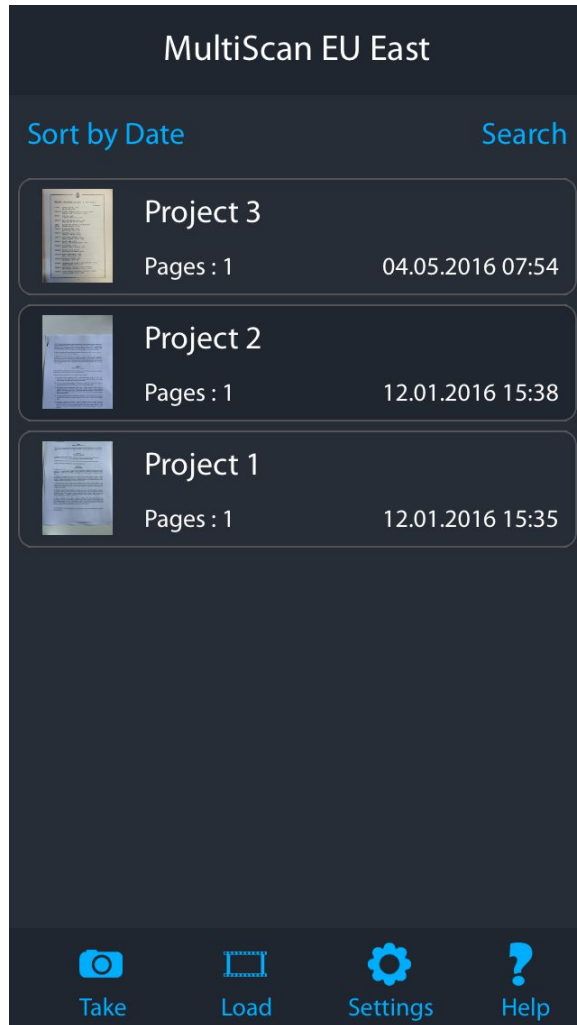 MultiScan EU East
Sort by Date Search
Project 3
Pages : 1 04.05.2016 07:54
Project 2
Pages : 1 12.01.2016 15:38
Project 1
Pages : 1 12.01.2016 15:35
Take Load Settings Help